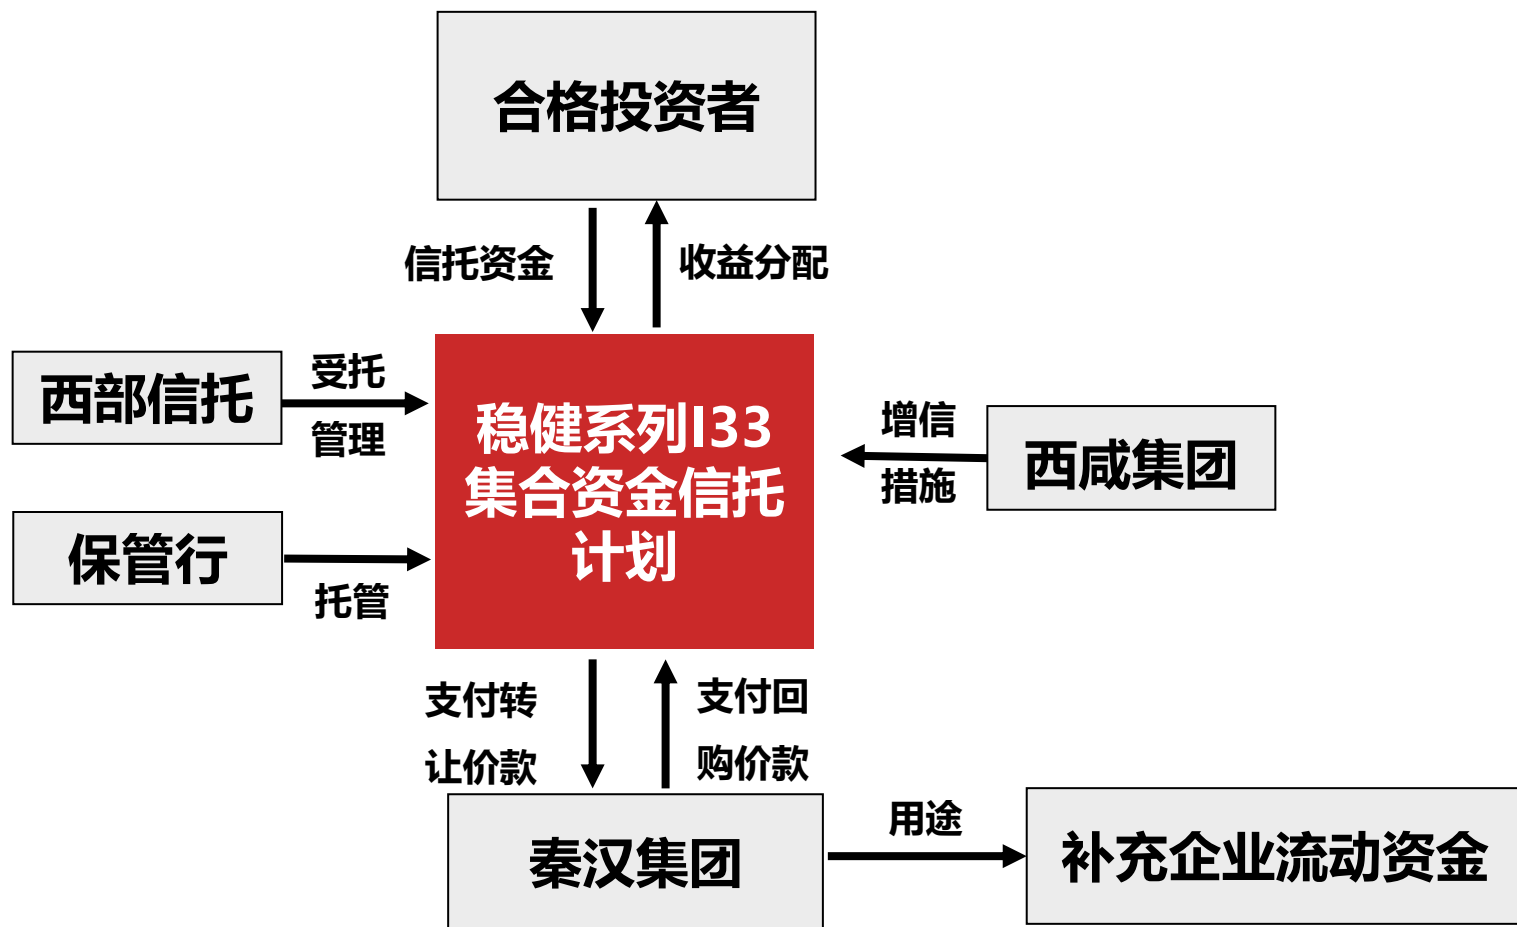 合格投资者
信托资金
收益分配
西部信托
受托
管理
稳健系列I33
集合资金信托
计划
增信
措施
西咸集团
保管行
托管
支付转
让价款
支付回
购价款
秦汉集团
用途
补充企业流动资金